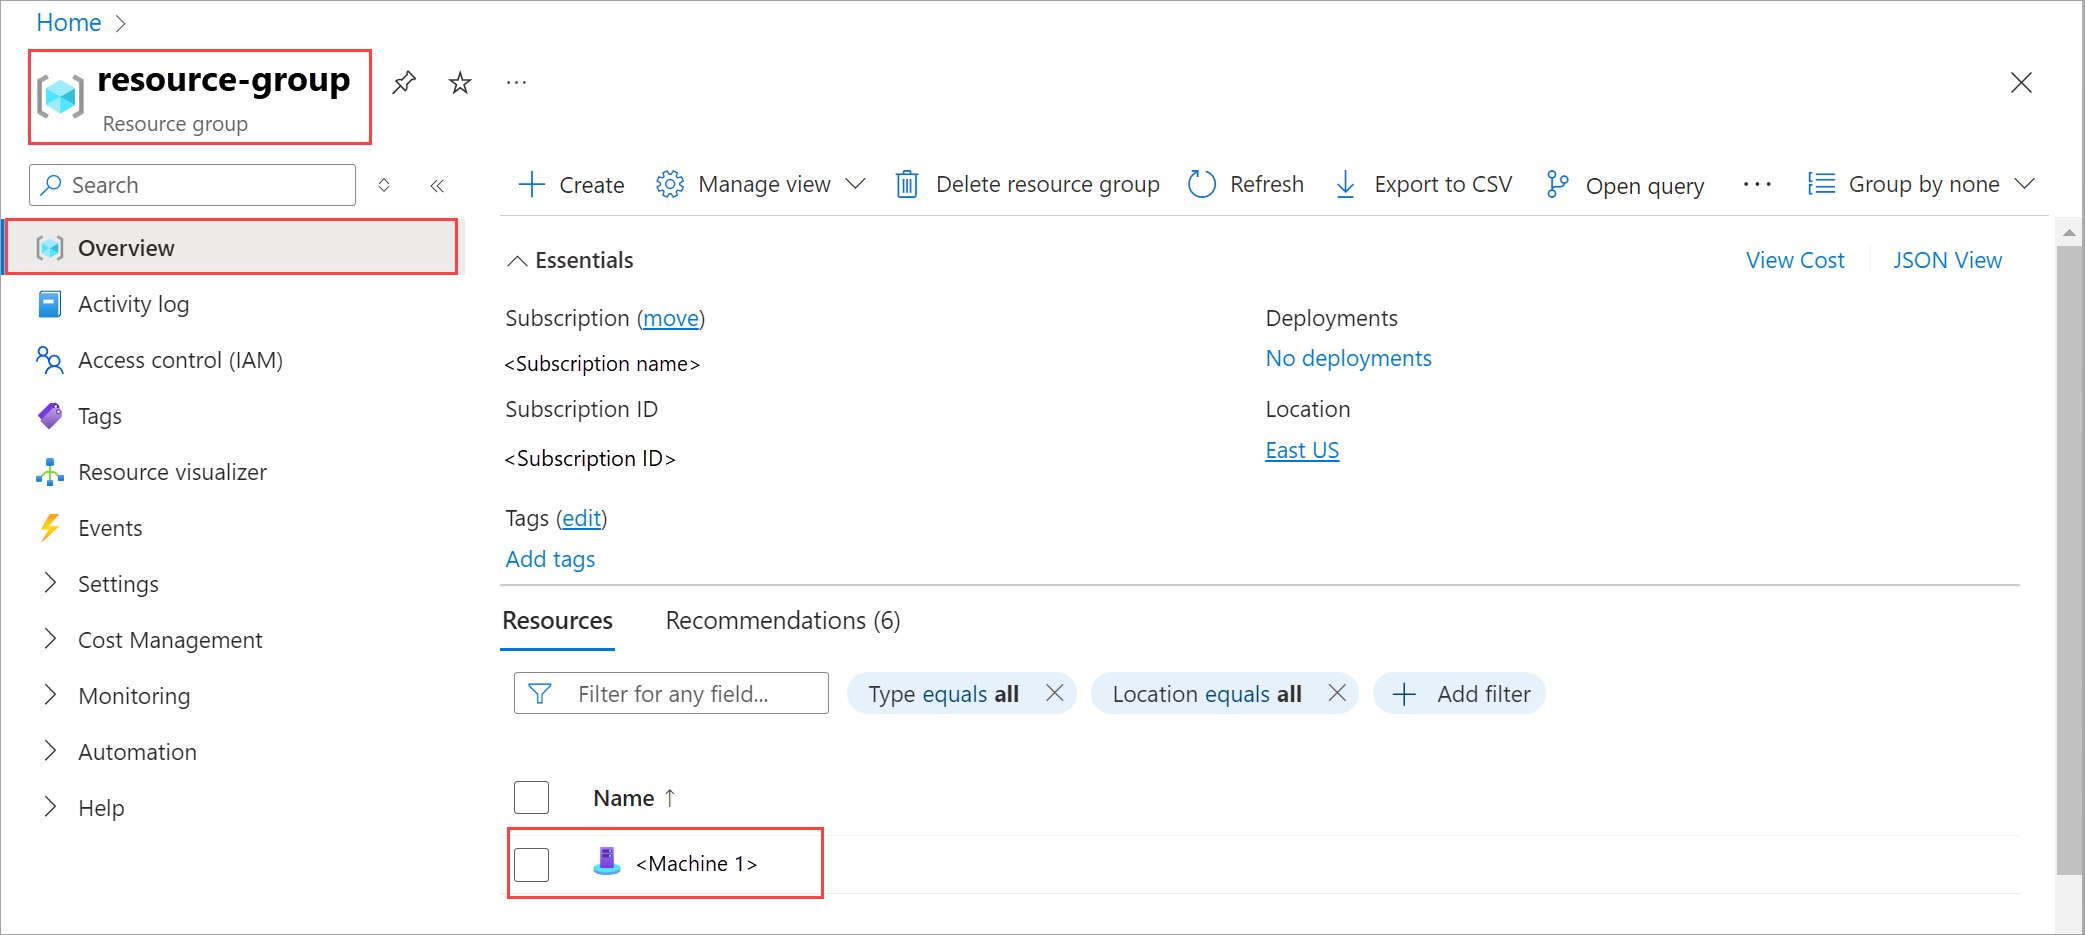 Home
resource-group
Resource group
Search
Create
Manage view
Delete resource group
Refresh
Export to CSV
Open query
Group by none
Overview
Activity log
Access control (IAM)
Tags
Resource visualizer
Events
Settings
Cost Management
Monitoring
Automation
Help
Essentials
View Cost
JSON View
Subscription (move)
<Subscription name>
Subscription ID
<Subscription ID>
Deployments
No deployments
Location
East US
Tags (edit)
Add tags
Resources
Recommendations (6)
Filter for any field...
Type equals all
Location equals all
Add filter
Name ↑
<Machine 1>